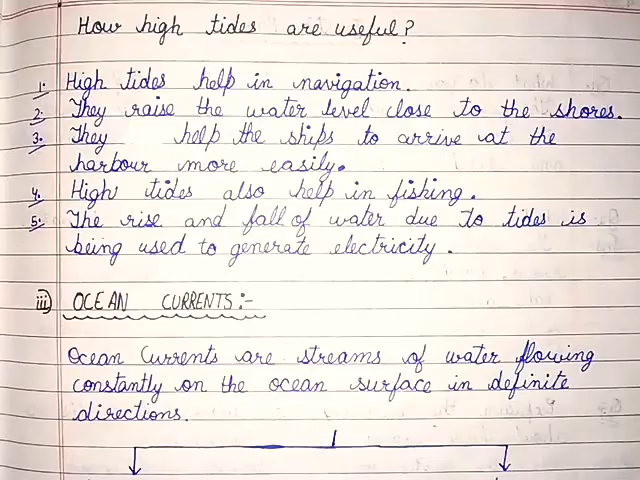 How high tides are useful?
1. High tides help in navigation.
2. They raise the water level close to the shores.
3. They help the ships to arrive at the
harbour more easily.
4. High tides also help in fishing.
5. The rise and fall of water due to tides is
being used to generate electricity.
iii) OCEAN CURRENTS:-
Ocean Currents are streams of water flowing
constantly on the ocean surface in definite
directions.